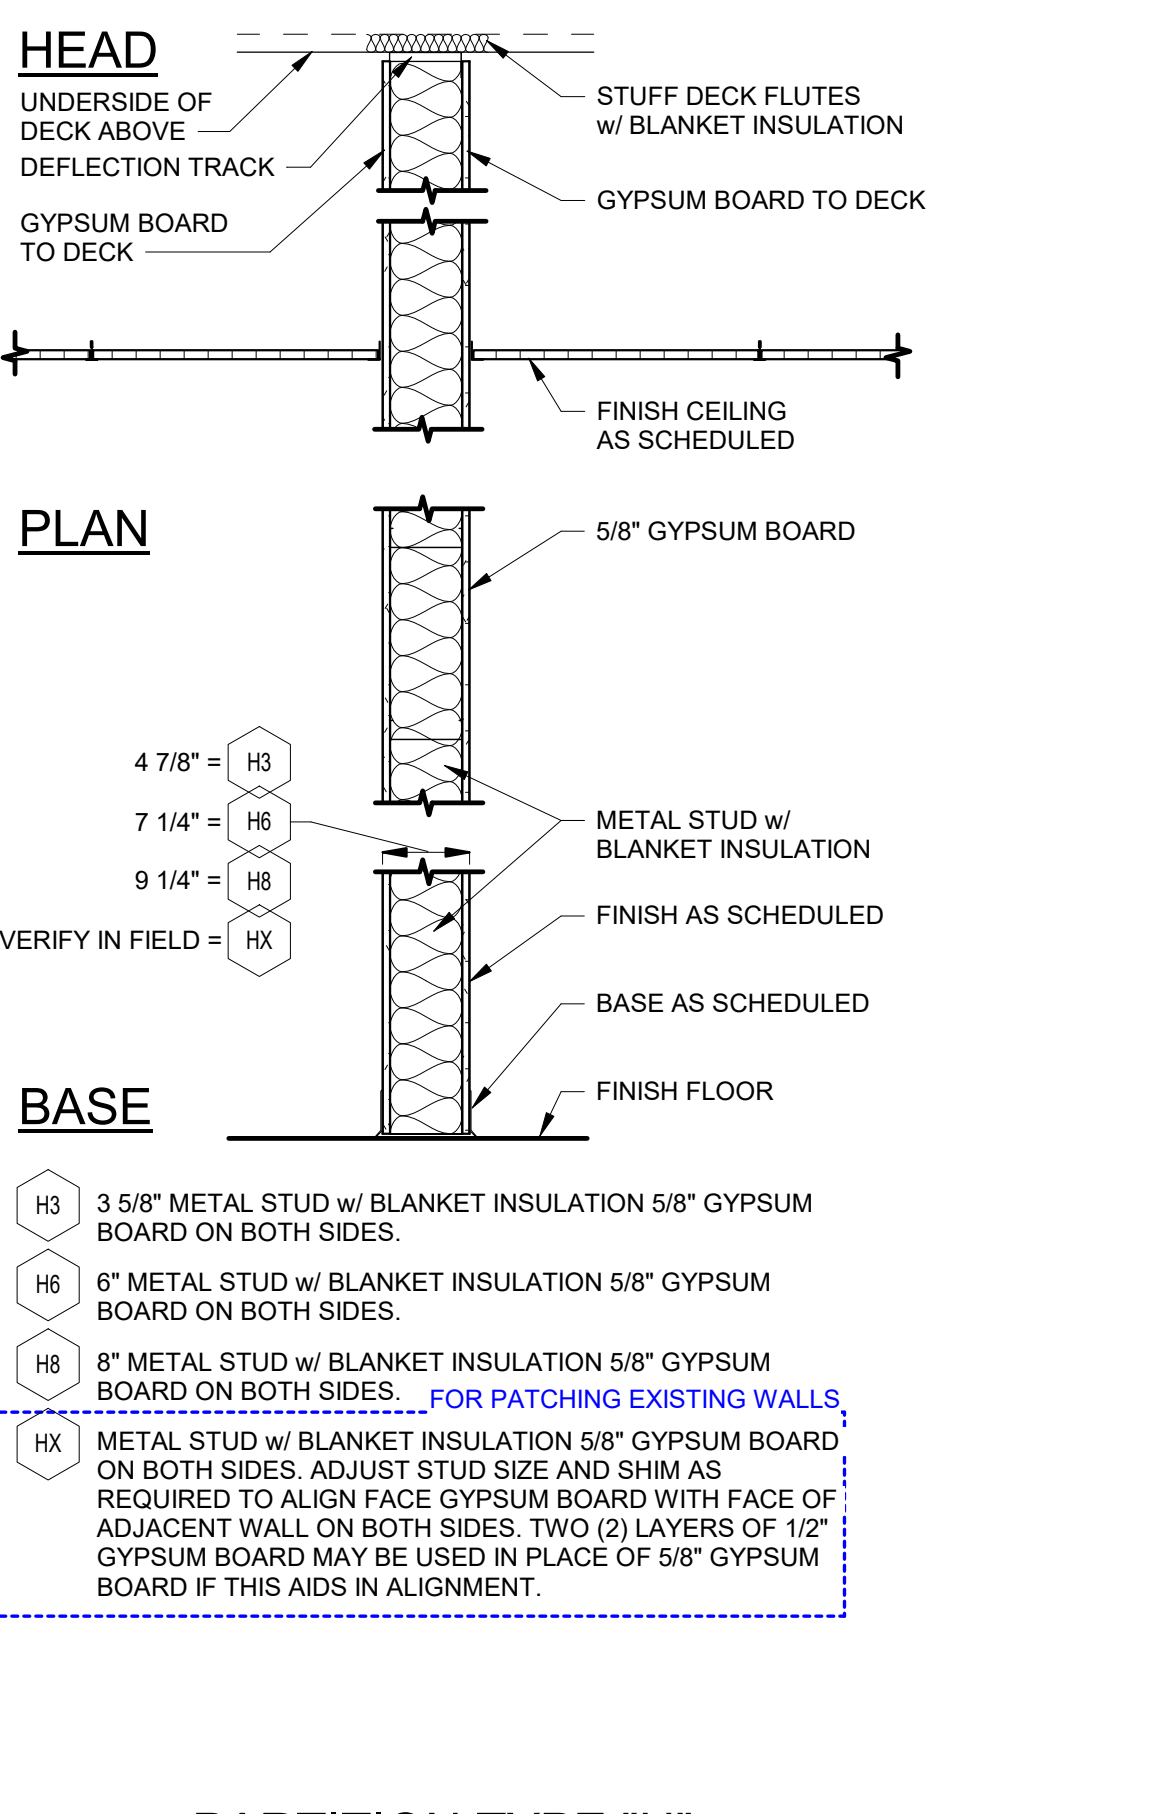 HEAD
UNDERSIDE OF
DECK ABOVE
DEFLECTION TRACK
GYPSUM BOARD
TO DECK
STUFF DECK FLUTES
w/ BLANKET INSULATION
GYPSUM BOARD TO DECK
FINISH CEILING
AS SCHEDULED
PLAN
5/8" GYPSUM BOARD
4 7/8" = H3
7 1/4" = H6
9 1/4" = H8
VERIFY IN FIELD = HX
METAL STUD w/
BLANKET INSULATION
FINISH AS SCHEDULED
BASE AS SCHEDULED
FINISH FLOOR
BASE
H3 3 5/8" METAL STUD w/ BLANKET INSULATION 5/8" GYPSUM
BOARD ON BOTH SIDES.
H6 6" METAL STUD w/ BLANKET INSULATION 5/8" GYPSUM
BOARD ON BOTH SIDES.
H8 8" METAL STUD w/ BLANKET INSULATION 5/8" GYPSUM
BOARD ON BOTH SIDES.
FOR PATCHING EXISTING WALLS
HX METAL STUD w/ BLANKET INSULATION 5/8" GYPSUM BOARD
ON BOTH SIDES. ADJUST STUD SIZE AND SHIM AS
REQUIRED TO ALIGN FACE GYPSUM BOARD WITH FACE OF
ADJACENT WALL ON BOTH SIDES. TWO (2) LAYERS OF 1/2"
GYPSUM BOARD MAY BE USED IN PLACE OF 5/8" GYPSUM
BOARD IF THIS AIDS IN ALIGNMENT.